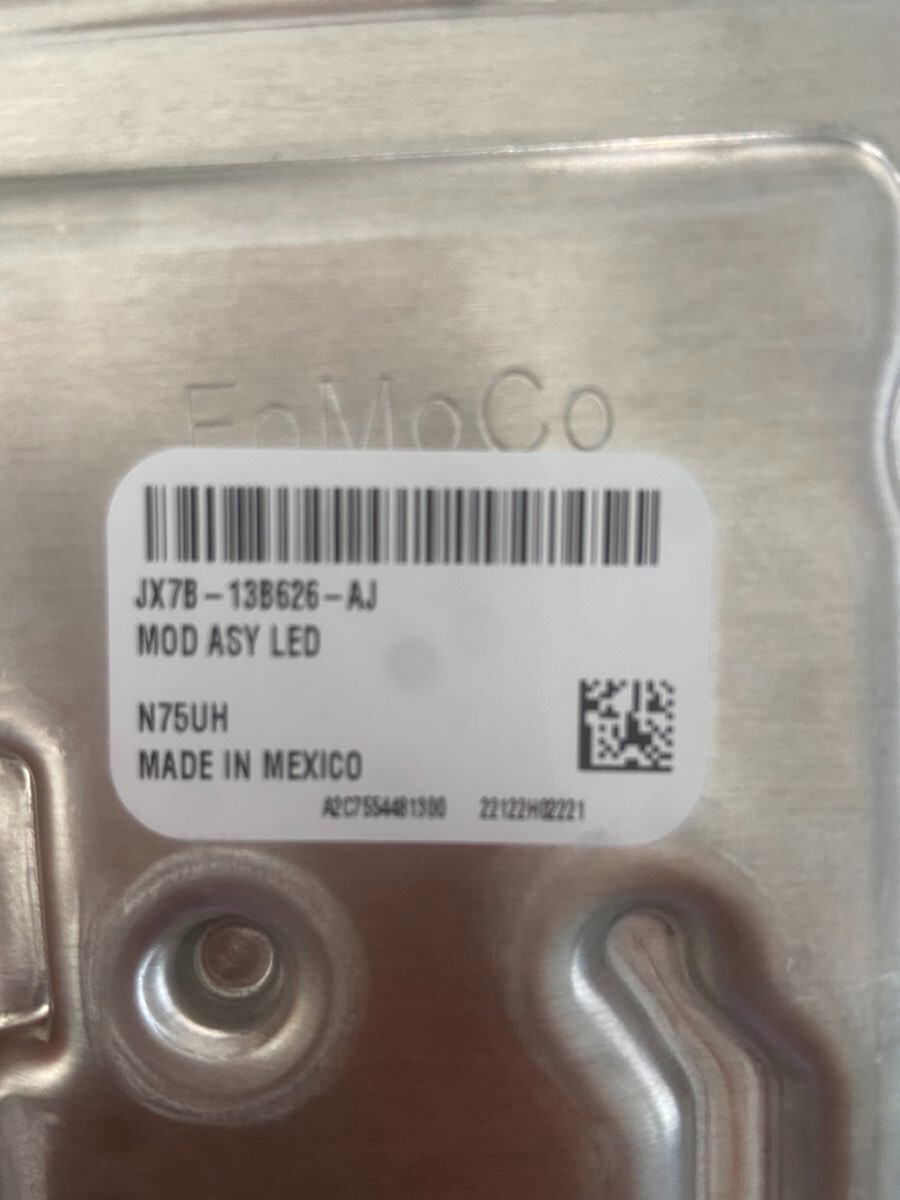 FoMoCo
JX7B-13B626-AJ
MOD ASY LED
N75UH
MADE IN MEXICO
A2C7554481300 22122H02221